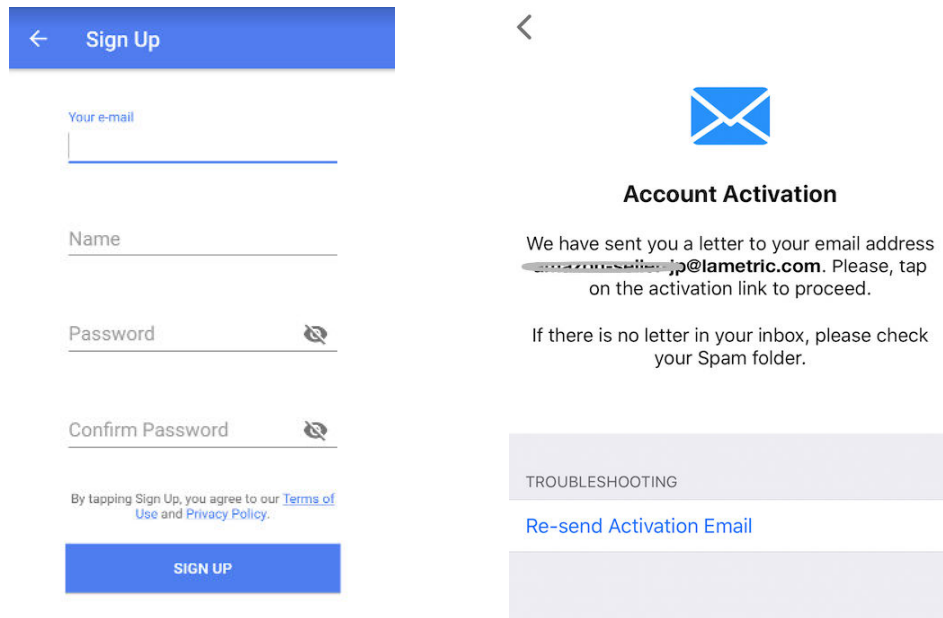 Sign Up
Your e-mail
Name
Password
Confirm Password
By tapping Sign Up, you agree to our Terms of
Use and Privacy Policy.
SIGN UP
Account Activation
We have sent you a letter to your email address
jp@lametric.com. Please, tap
on the activation link to proceed.
If there is no letter in your inbox, please check
your Spam folder.
TROUBLESHOOTING
Re-send Activation Email